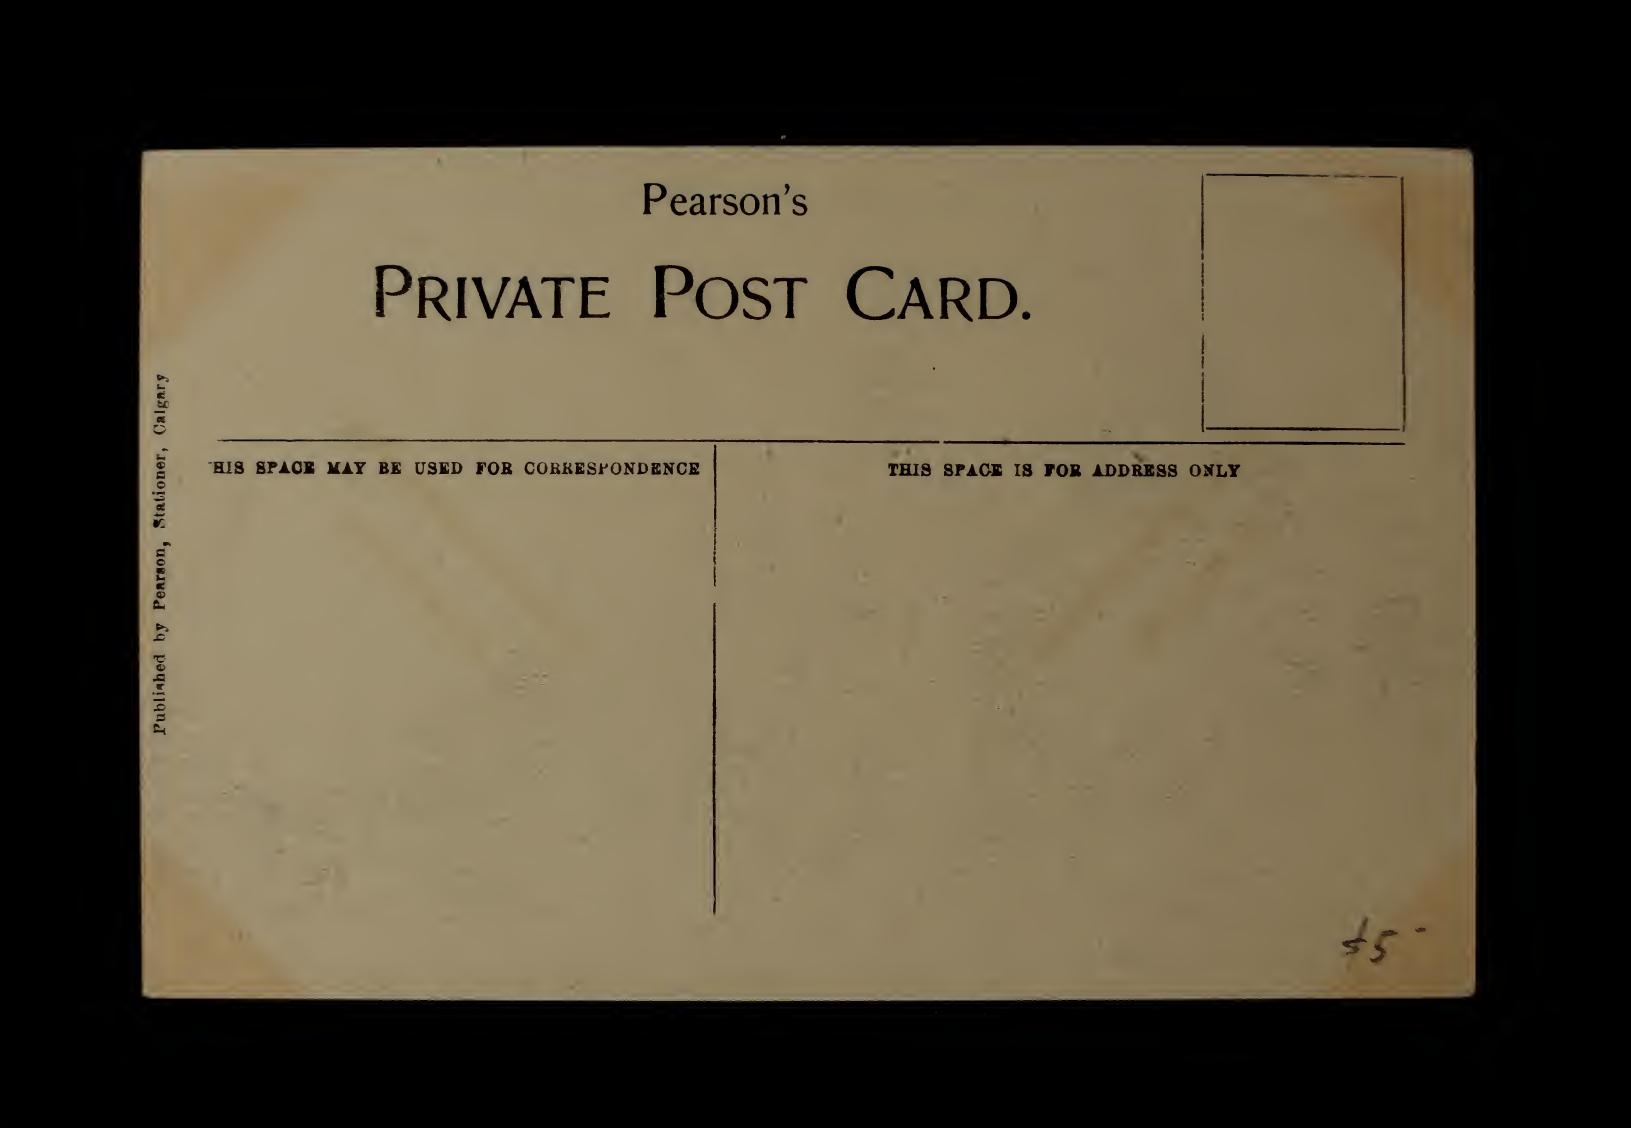 Pearson's
PRIVATE POST CARD.
Published by Pearson, Stationer, Calgary
HIS SPACE MAY BE USED FOR CORRESPONDENCE
THIS SPACE IS FOR ADDRESS ONLY
$5-